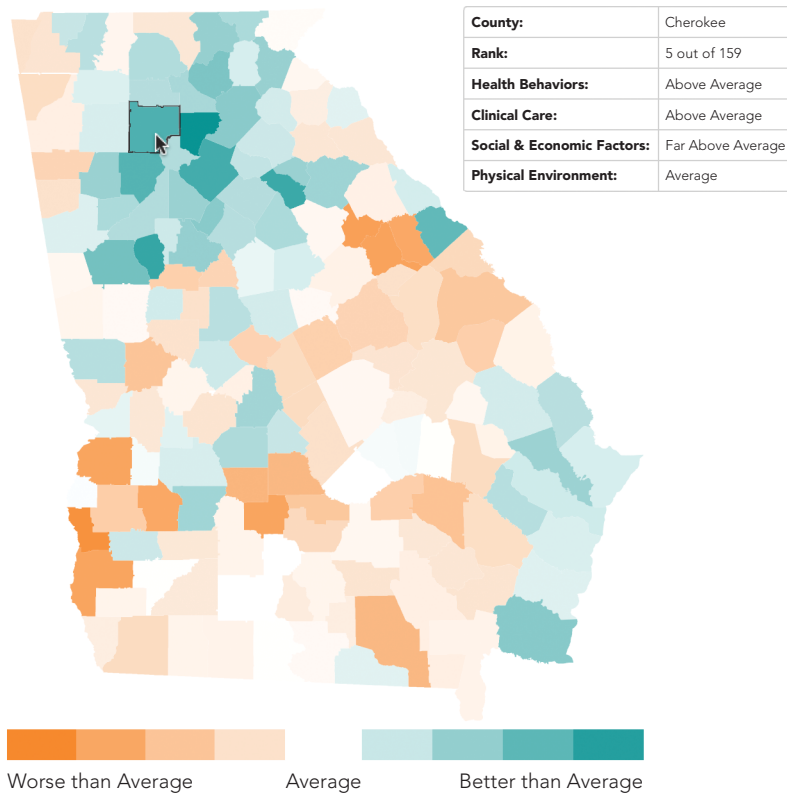 County: Cherokee
Rank: 5 out of 159
Health Behaviors: Above Average
Clinical Care: Above Average
Social & Economic Factors: Far Above Average
Physical Environment: Average
Worse than Average Average Better than Average